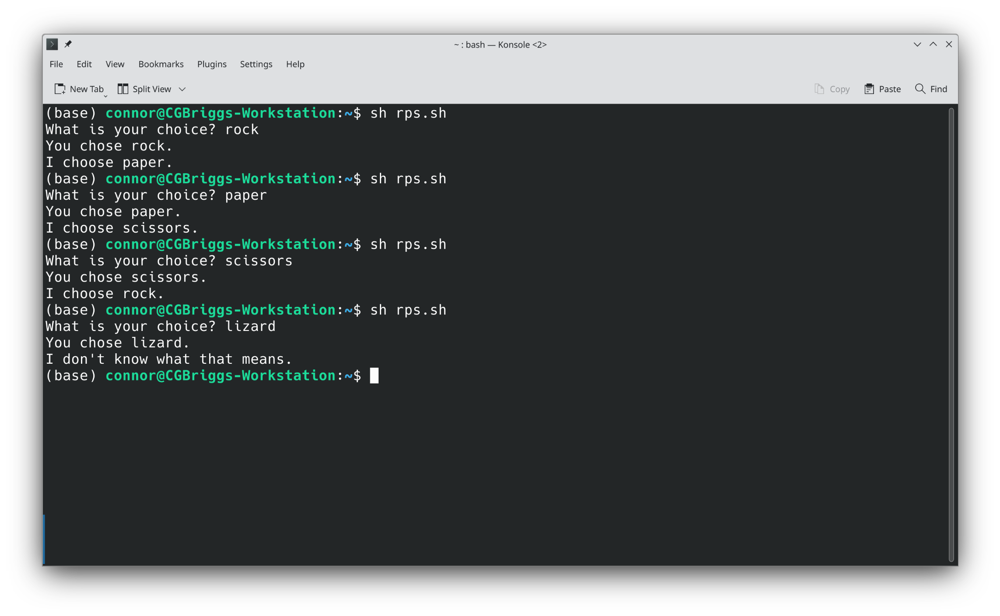 ~ : bash — Konsole <2>
File Edit View Bookmarks Plugins Settings Help
New Tab Split View Copy Paste Find
(base) connor@CGBriggs-Workstation:~$ sh rps.sh
What is your choice? rock
You chose rock.
I choose paper.
(base) connor@CGBriggs-Workstation:~$ sh rps.sh
What is your choice? paper
You chose paper.
I choose scissors.
(base) connor@CGBriggs-Workstation:~$ sh rps.sh
What is your choice? scissors
You chose scissors.
I choose rock.
(base) connor@CGBriggs-Workstation:~$ sh rps.sh
What is your choice? lizard
You chose lizard.
I don't know what that means.
(base) connor@CGBriggs-Workstation:~$